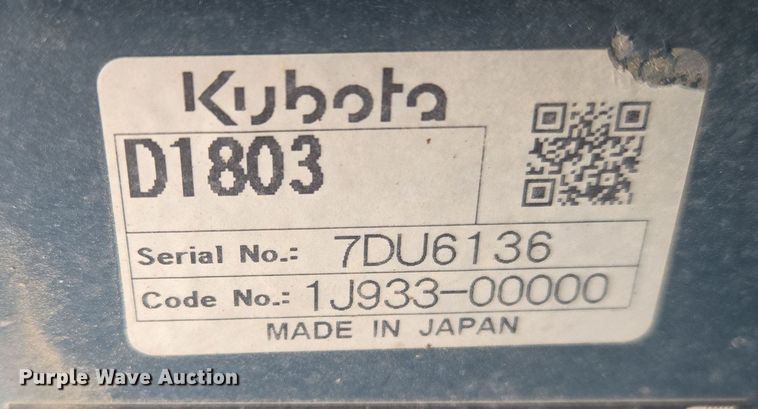 Kubota
D1803
Serial No.: 7DU6136
Code No.: 1J933-00000
MADE IN JAPAN
Purple Wave Auction